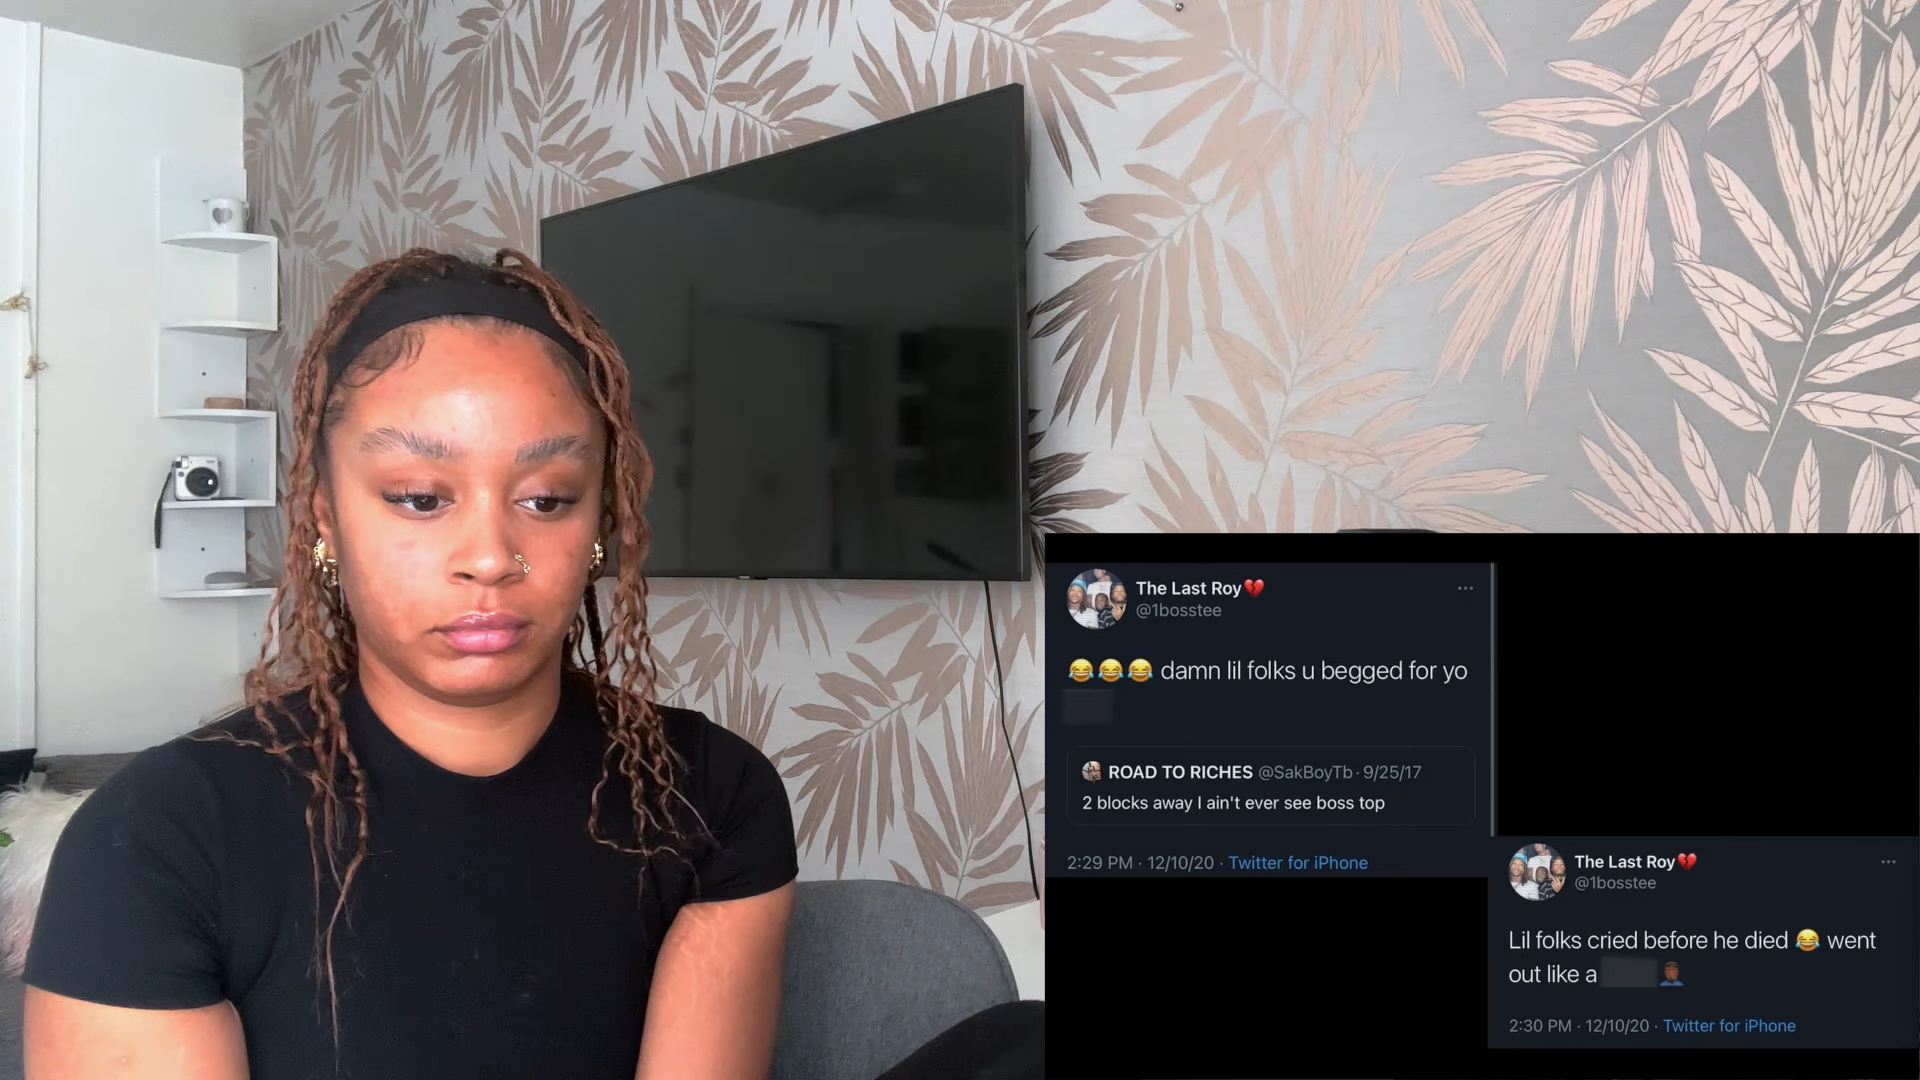 The Last Roy💔
@1bosstee
😂😂😂 damn lil folks u begged for yo
ROAD TO RICHES @SakBoyTb · 9/25/17
2 blocks away I ain't ever see boss top
2:29 PM · 12/10/20 · Twitter for iPhone
The Last Roy💔
@1bosstee
Lil folks cried before he died 😂 went
out like a 🤦🏾‍♂️
2:30 PM · 12/10/20 · Twitter for iPhone